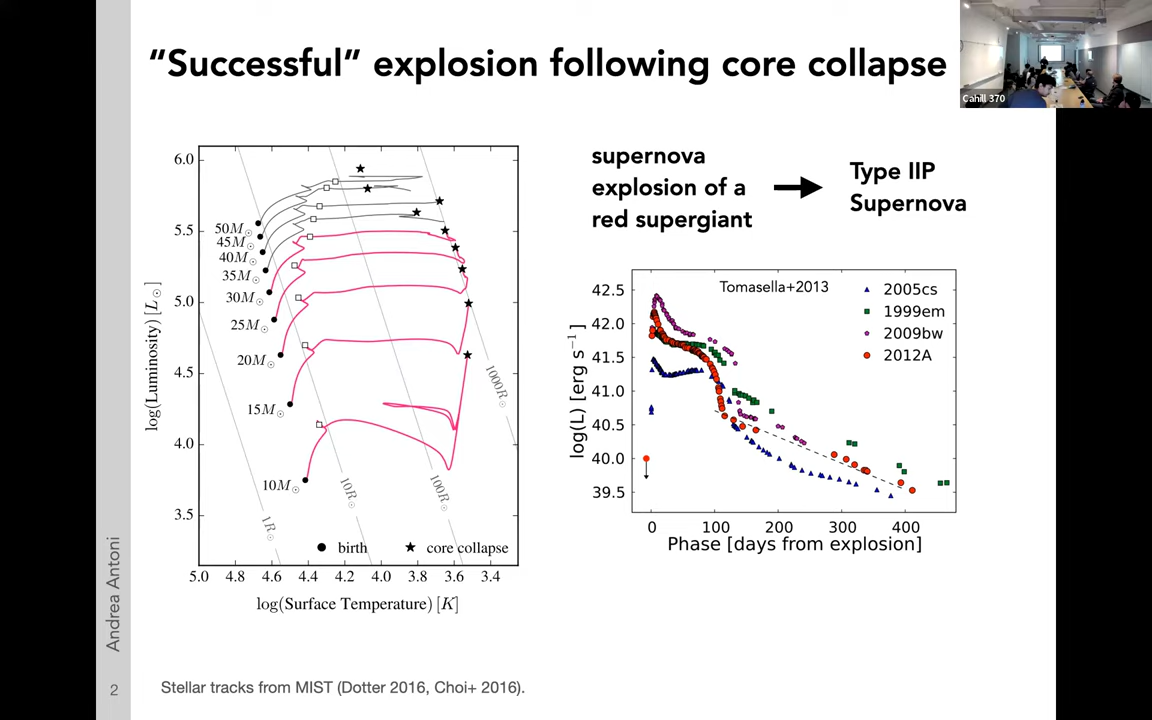 “Successful” explosion following core collapse
Cahill 370
supernova
explosion of a
red supergiant
Type IIP
Supernova
6.0
5.5
5.0
4.5
4.0
3.5
log(Luminosity) [L☉]
50M☉
45M☉
40M☉
35M☉
30M☉
25M☉
20M☉
15M☉
10M☉
1R☉
10R☉
100R☉
1000R☉
birth
core collapse
5.0 4.8 4.6 4.4 4.2 4.0 3.8 3.6 3.4
log(Surface Temperature) [K]
Tomasella+2013
2005cs
1999em
2009bw
2012A
42.5
42.0
41.5
41.0
40.5
40.0
39.5
log(L) [erg s⁻¹]
0 100 200 300 400
Phase [days from explosion]
Andrea Antoni
2
Stellar tracks from MIST (Dotter 2016, Choi+ 2016).